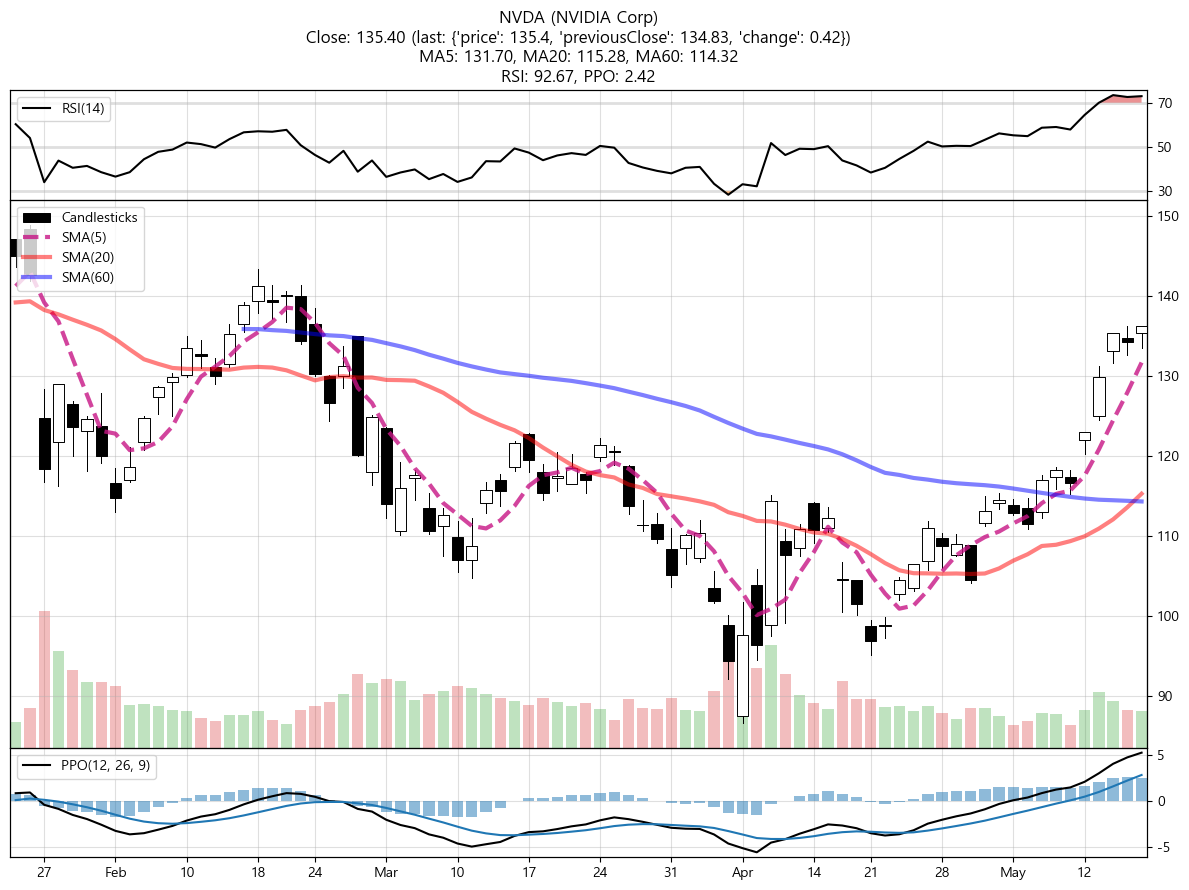 NVDA (NVIDIA Corp)
Close: 135.40 (last: {'price': 135.4, 'previousClose': 134.83, 'change': 0.42})
MA5: 131.70, MA20: 115.28, MA60: 114.32
RSI: 92.67, PPO: 2.42
RSI(14)
70
50
30
Candlesticks
SMA(5)
SMA(20)
SMA(60)
150
140
130
120
110
100
90
PPO(12, 26, 9)
5
0
-5
27 Feb 10 18 24 Mar 10 17 24 31 Apr 14 21 28 May 12